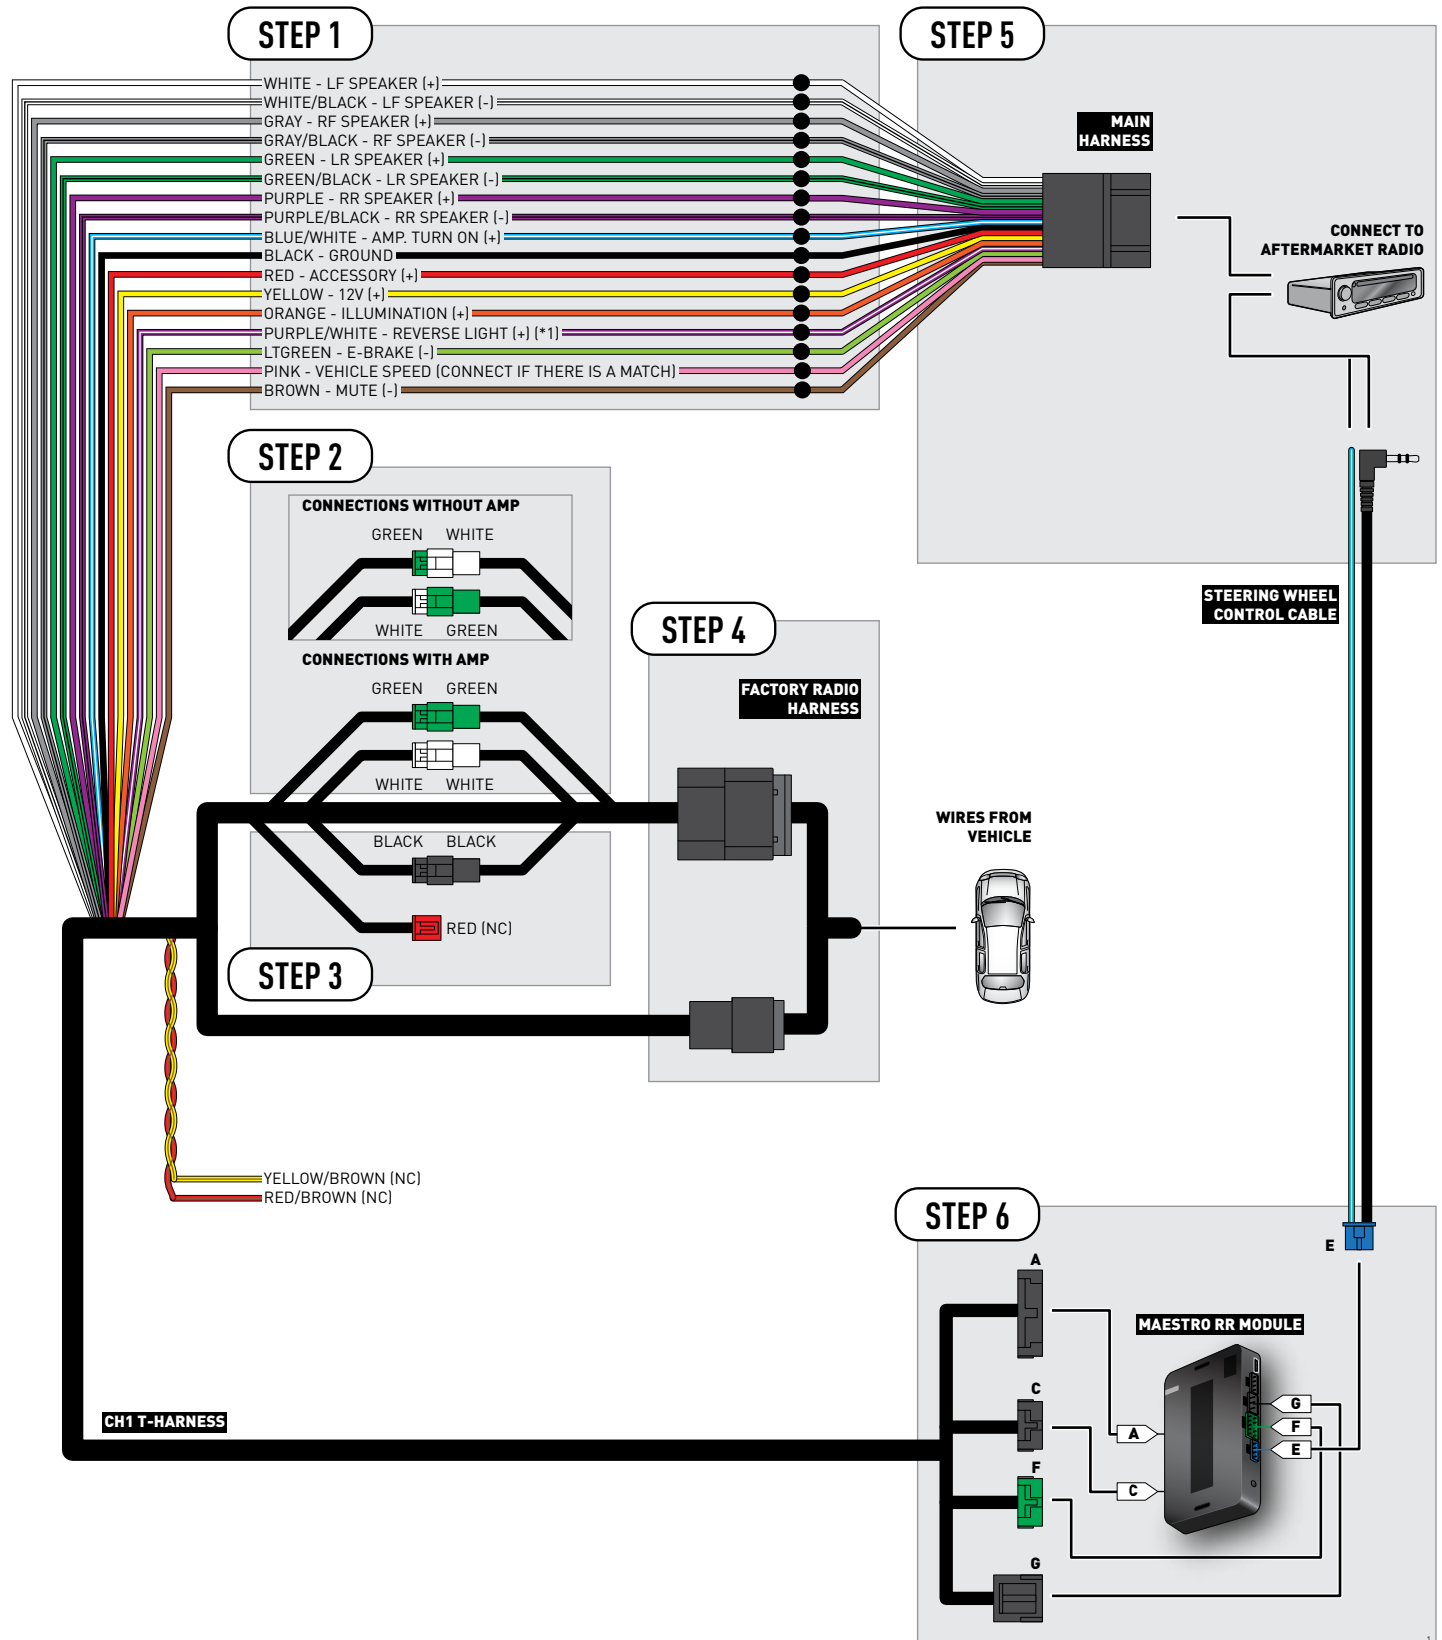 STEP 1
WHITE - LF SPEAKER (+)
WHITE/BLACK - LF SPEAKER (-)
GRAY - RF SPEAKER (+)
GRAY/BLACK - RF SPEAKER (-)
GREEN - LR SPEAKER (+)
GREEN/BLACK - LR SPEAKER (-)
PURPLE - RR SPEAKER (+)
PURPLE/BLACK - RR SPEAKER (-)
BLUE/WHITE - AMP. TURN ON (+)
BLACK - GROUND
RED - ACCESSORY (+)
YELLOW - 12V (+)
ORANGE - ILLUMINATION (+)
PURPLE/WHITE - REVERSE LIGHT (+) (*1)
LTGREEN - E-BRAKE (-)
PINK - VEHICLE SPEED (CONNECT IF THERE IS A MATCH)
BROWN - MUTE (-)
STEP 5
MAIN
HARNESS
CONNECT TO
AFTERMARKET RADIO
STEERING WHEEL
CONTROL CABLE
STEP 2
CONNECTIONS WITHOUT AMP
GREEN WHITE
WHITE GREEN
CONNECTIONS WITH AMP
GREEN GREEN
WHITE WHITE
BLACK BLACK
RED (NC)
STEP 3
STEP 4
FACTORY RADIO
HARNESS
WIRES FROM
VEHICLE
YELLOW/BROWN (NC)
RED/BROWN (NC)
CH1 T-HARNESS
STEP 6
E
A
MAESTRO RR MODULE
C
G
F
A
E
F
C
G
1